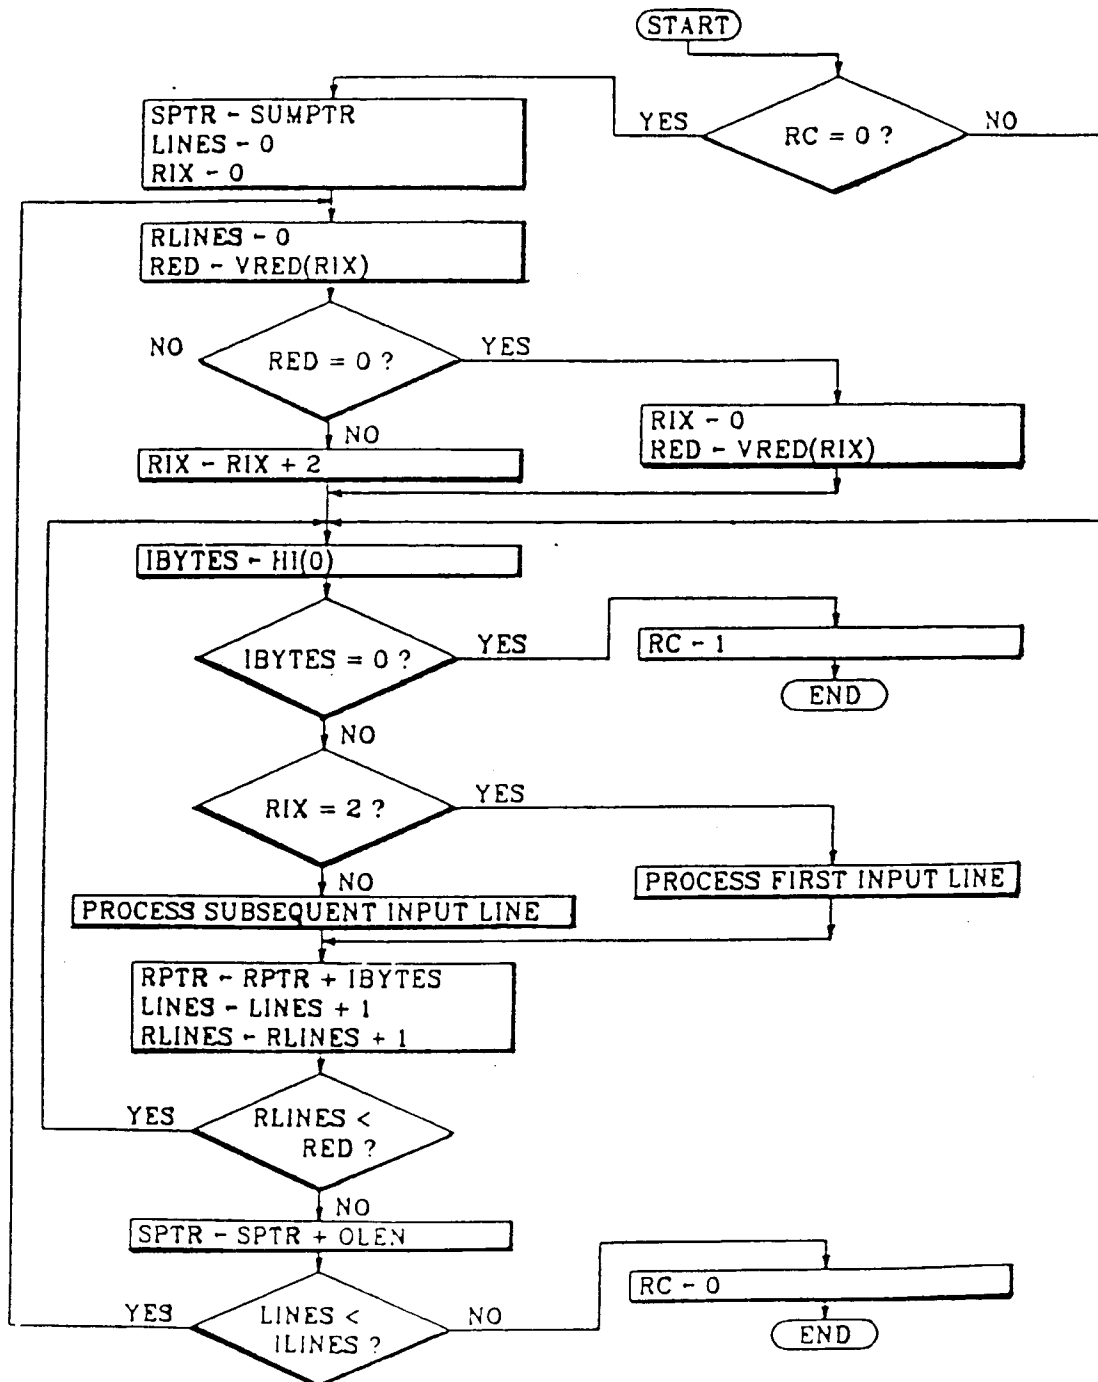 START
RC = 0 ?
YES
NO
SPTR - SUMPTR
LINES - 0
RIX - 0
RLINES - 0
RED - VRED(RIX)
NO
RED = 0 ?
YES
NO
RIX - 0
RED - VRED(RIX)
RIX - RIX + 2
IBYTES - HI(0)
IBYTES = 0 ?
YES
RC - 1
END
NO
RIX = 2 ?
YES
NO
PROCESS FIRST INPUT LINE
PROCESS SUBSEQUENT INPUT LINE
RPTR - RPTR + IBYTES
LINES - LINES + 1
RLINES - RLINES + 1
YES
RLINES <
RED ?
NO
SPTR - SPTR + OLEN
YES
LINES <
ILINES ?
NO
RC - 0
END